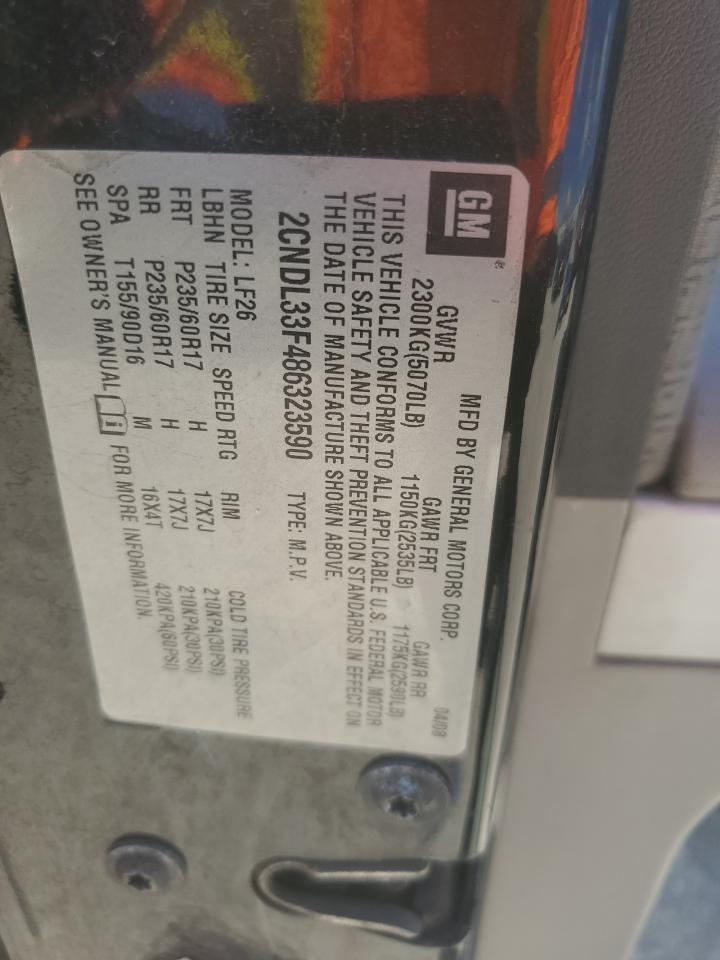 GM®
MFD BY GENERAL MOTORS CORP. 04/08
GVWR GAWR FRT GAWR RR
2300KG(5070LB) 1150KG(2535LB) 1175KG(2590LB)
THIS VEHICLE CONFORMS TO ALL APPLICABLE U.S. FEDERAL MOTOR
VEHICLE SAFETY AND THEFT PREVENTION STANDARDS IN EFFECT ON
THE DATE OF MANUFACTURE SHOWN ABOVE.
2CNDL33F486323590 TYPE: M.P.V.
MODEL: LF26
LBHN TIRE SIZE SPEED RTG RIM COLD TIRE PRESSURE
FRT P235/60R17 H 17X7J 210KPA(30PSI)
RR P235/60R17 H 17X7J 210KPA(30PSI)
SPA T155/90D16 M 16X4T 420KPA(60PSI)
SEE OWNER'S MANUAL FOR MORE INFORMATION.